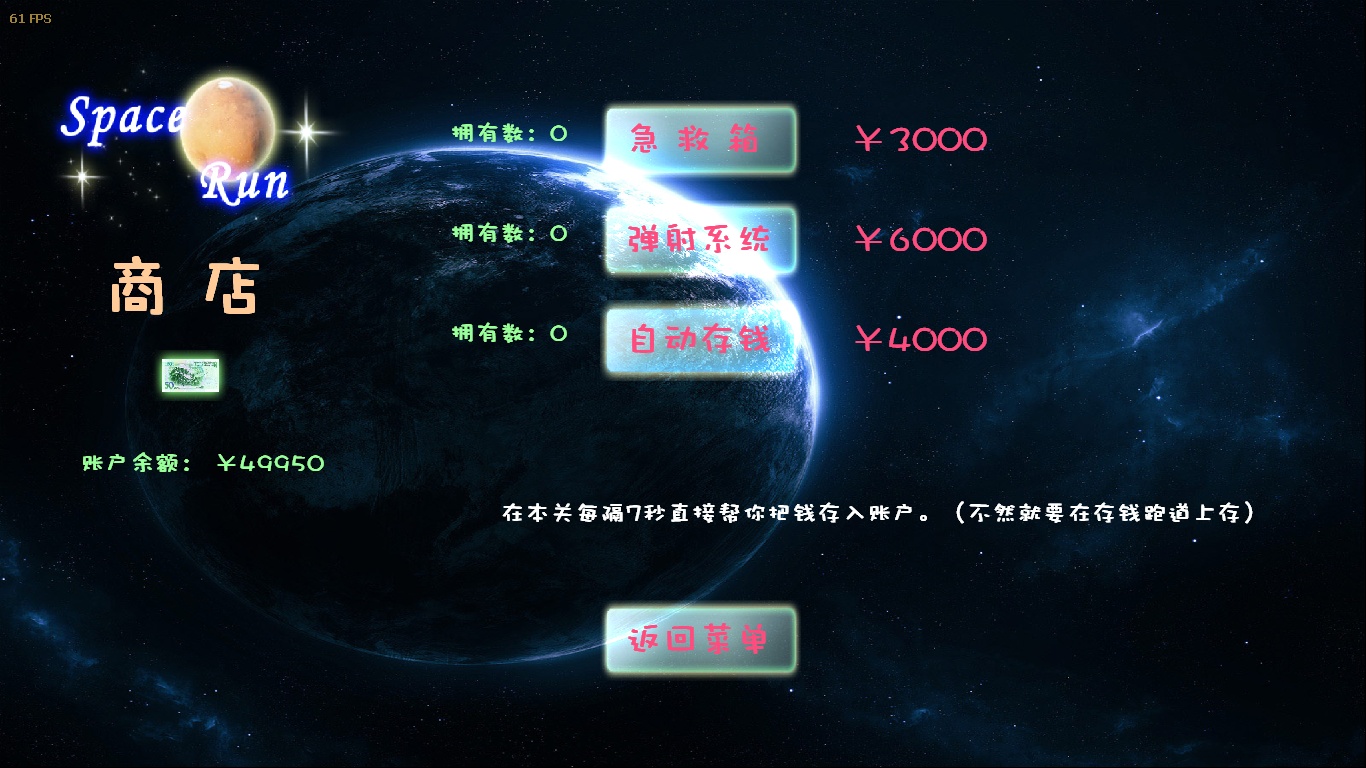 61 FPS
Space
Run
拥有数：0
急 救 箱
￥3000
拥有数：0
弹射系统
￥6000
商 店
拥有数：0
自动存钱
￥4000
50
账户余额： ￥49950
在本关每隔7秒直接帮你把钱存入账户。（不然就要在存钱跑道上存）
返回菜单